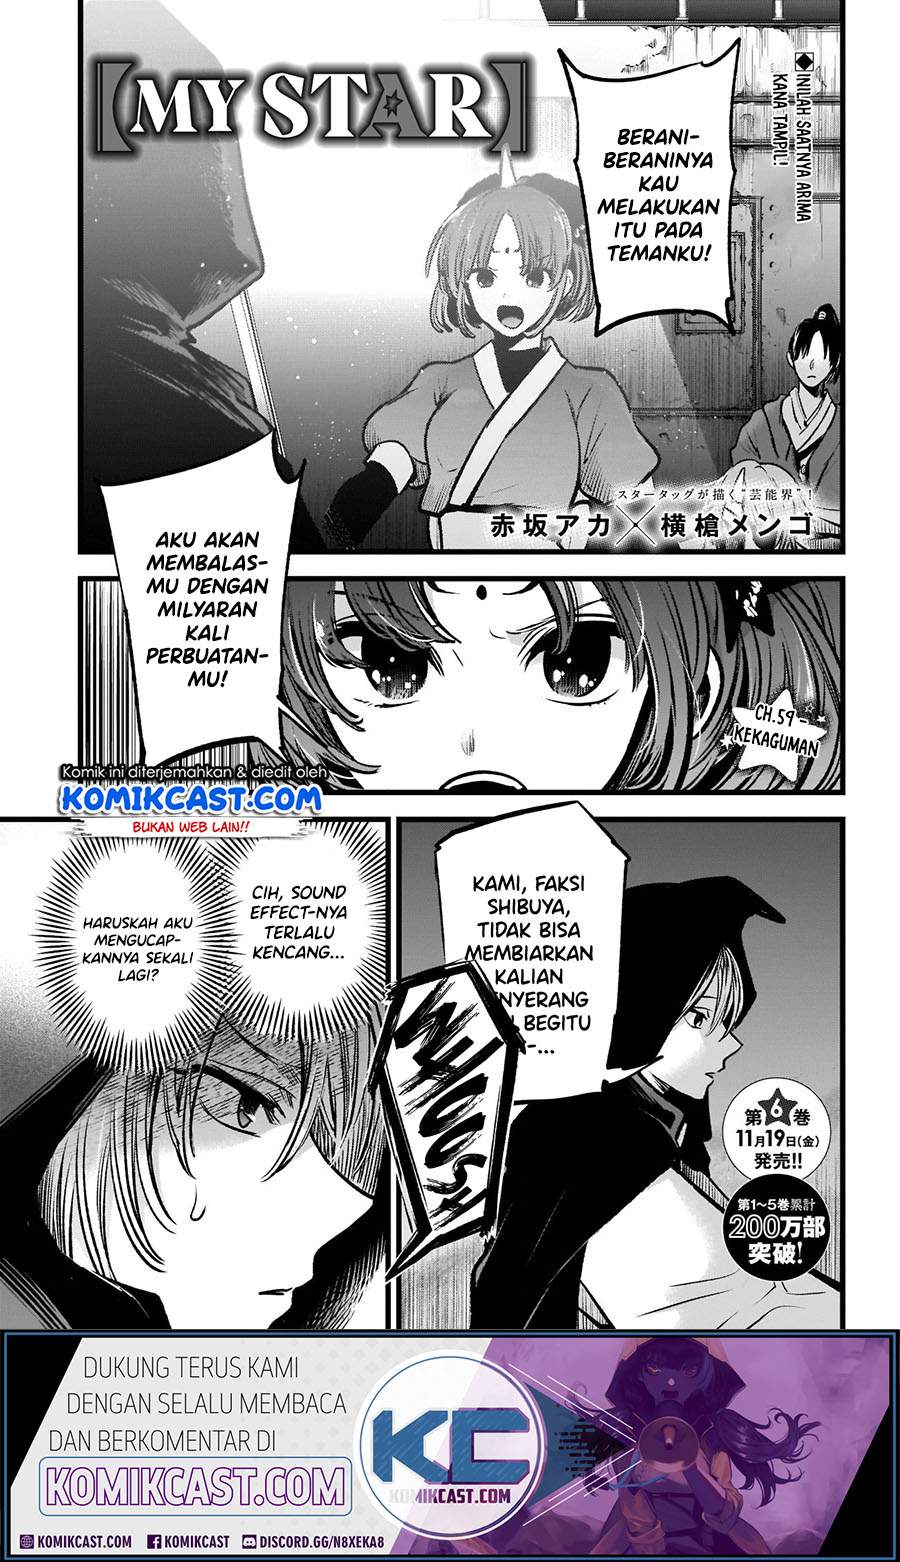 【MY STAR】
◆INILAH SAATNYA ARIMA
KANA TAMPIL!
BERANI-
BERANINYA
KAU
MELAKUKAN
ITU PADA
TEMANKU!
スタータッグが描く“芸能界”！
赤坂アカ×横槍メンゴ
AKU AKAN
MEMBALAS-
MU DENGAN
MILYARAN
KALI
PERBUATAN-
MU!
CH.59 -
KEKAGUMAN
Komik ini diterjemahkan & diedit oleh
KOMIKCAST.COM
BUKAN WEB LAIN!!
KAMI, FAKSI
SHIBUYA,
TIDAK BISA
MEMBIARKAN
KALIAN
NYERANG
BEGITU
-...
WHUUSH
CIH, SOUND
EFFECT-NYA
TERLALU
KENCANG...
HARUSKAH AKU
MENGUCAP-
KANNYA SEKALI
LAGI?
第6巻
11月19日(金)
発売!!
第1～5巻累計
200万部
突破!
DUKUNG TERUS KAMI
DENGAN SELALU MEMBACA
DAN BERKOMENTAR DI
KOMIKCAST.COM
KC
KOMIKCAST.COM
KOMIKCAST.COM KOMIKCAST DISCORD.GG/N8XEKA8